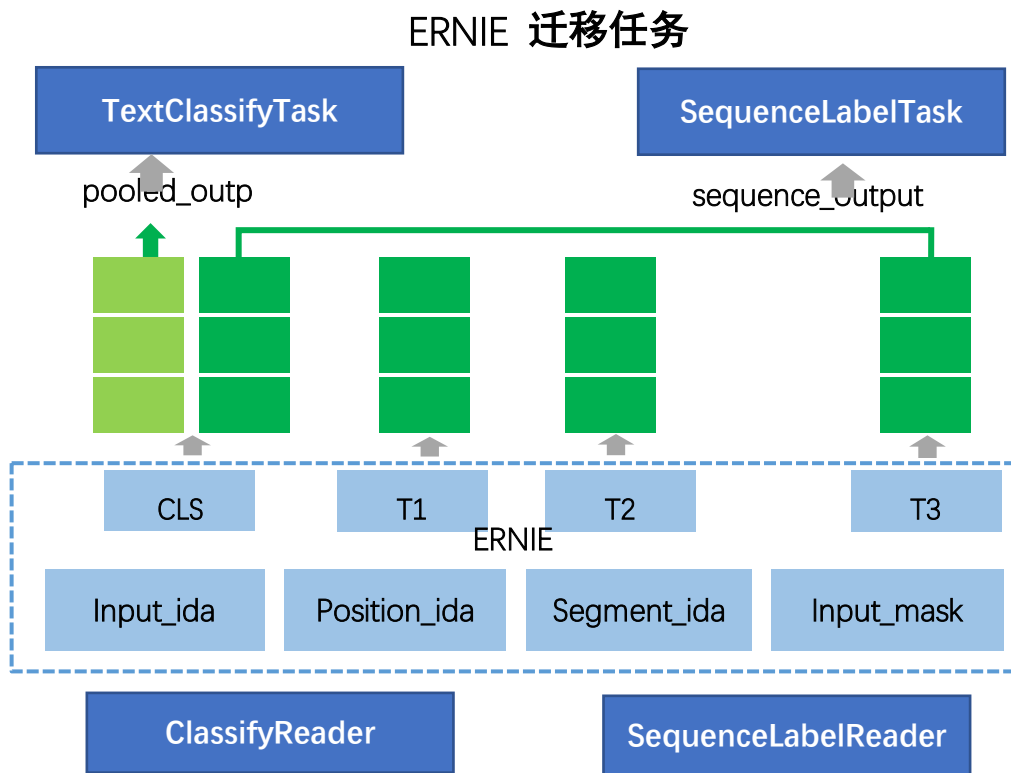 ERNIE 迁移任务
TextClassifyTask
SequenceLabelTask
pooled_outp
sequence_output
CLS
T1
T2
T3
ERNIE
Input_ida
Position_ida
Segment_ida
Input_mask
ClassifyReader
SequenceLabelReader